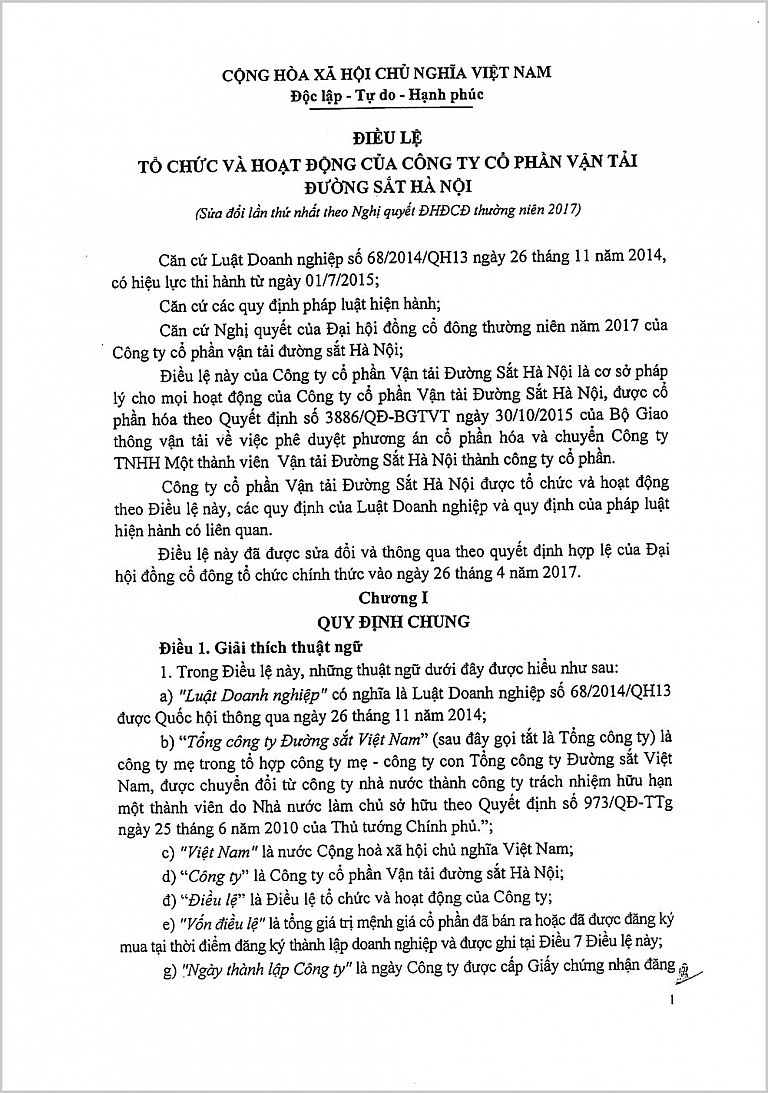 CỘNG HÒA XÃ HỘI CHỦ NGHĨA VIỆT NAM
Độc lập - Tự do - Hạnh phúc
ĐIỀU LỆ
TỔ CHỨC VÀ HOẠT ĐỘNG CỦA CÔNG TY CỔ PHẦN VẬN TẢI
ĐƯỜNG SẮT HÀ NỘI
(Sửa đổi lần thứ nhất theo Nghị quyết ĐHĐCĐ thường niên 2017)
Căn cứ Luật Doanh nghiệp số 68/2014/QH13 ngày 26 tháng 11 năm 2014,
có hiệu lực thi hành từ ngày 01/7/2015;
Căn cứ các quy định pháp luật hiện hành;
Căn cứ Nghị quyết của Đại hội đồng cổ đông thường niên năm 2017 của
Công ty cổ phần vận tải đường sắt Hà Nội;
Điều lệ này của Công ty cổ phần Vận tải Đường Sắt Hà Nội là cơ sở pháp
lý cho mọi hoạt động của Công ty cổ phần Vận tải Đường Sắt Hà Nội, được cổ
phần hóa theo Quyết định số 3886/QĐ-BGTVT ngày 30/10/2015 của Bộ Giao
thông vận tải về việc phê duyệt phương án cổ phần hóa và chuyển Công ty
TNHH Một thành viên Vận tải Đường Sắt Hà Nội thành công ty cổ phần.
Công ty cổ phần Vận tải Đường Sắt Hà Nội được tổ chức và hoạt động
theo Điều lệ này, các quy định của Luật Doanh nghiệp và quy định của pháp luật
hiện hành có liên quan.
Điều lệ này đã được sửa đổi và thông qua theo quyết định hợp lệ của Đại
hội đồng cổ đông tổ chức chính thức vào ngày 26 tháng 4 năm 2017.
Chương I
QUY ĐỊNH CHUNG
Điều 1. Giải thích thuật ngữ
1. Trong Điều lệ này, những thuật ngữ dưới đây được hiểu như sau:
a) "Luật Doanh nghiệp" có nghĩa là Luật Doanh nghiệp số 68/2014/QH13
được Quốc hội thông qua ngày 26 tháng 11 năm 2014;
b) “Tổng công ty Đường sắt Việt Nam” (sau đây gọi tắt là Tổng công ty) là
công ty mẹ trong tổ hợp công ty mẹ - công ty con Tổng công ty Đường sắt Việt
Nam, được chuyển đổi từ công ty nhà nước thành công ty trách nhiệm hữu hạn
một thành viên do Nhà nước làm chủ sở hữu theo Quyết định số 973/QĐ-TTg
ngày 25 tháng 6 năm 2010 của Thủ tướng Chính phủ.”;
c) "Việt Nam" là nước Cộng hoà xã hội chủ nghĩa Việt Nam;
d) “Công ty” là Công ty cổ phần Vận tải đường sắt Hà Nội;
đ) “Điều lệ” là Điều lệ tổ chức và hoạt động của Công ty;
e) "Vốn điều lệ" là tổng giá trị mệnh giá cổ phần đã bán ra hoặc đã được đăng ký
mua tại thời điểm đăng ký thành lập doanh nghiệp và được ghi tại Điều 7 Điều lệ này;
g) "Ngày thành lập Công ty" là ngày Công ty được cấp Giấy chứng nhận đăng
1